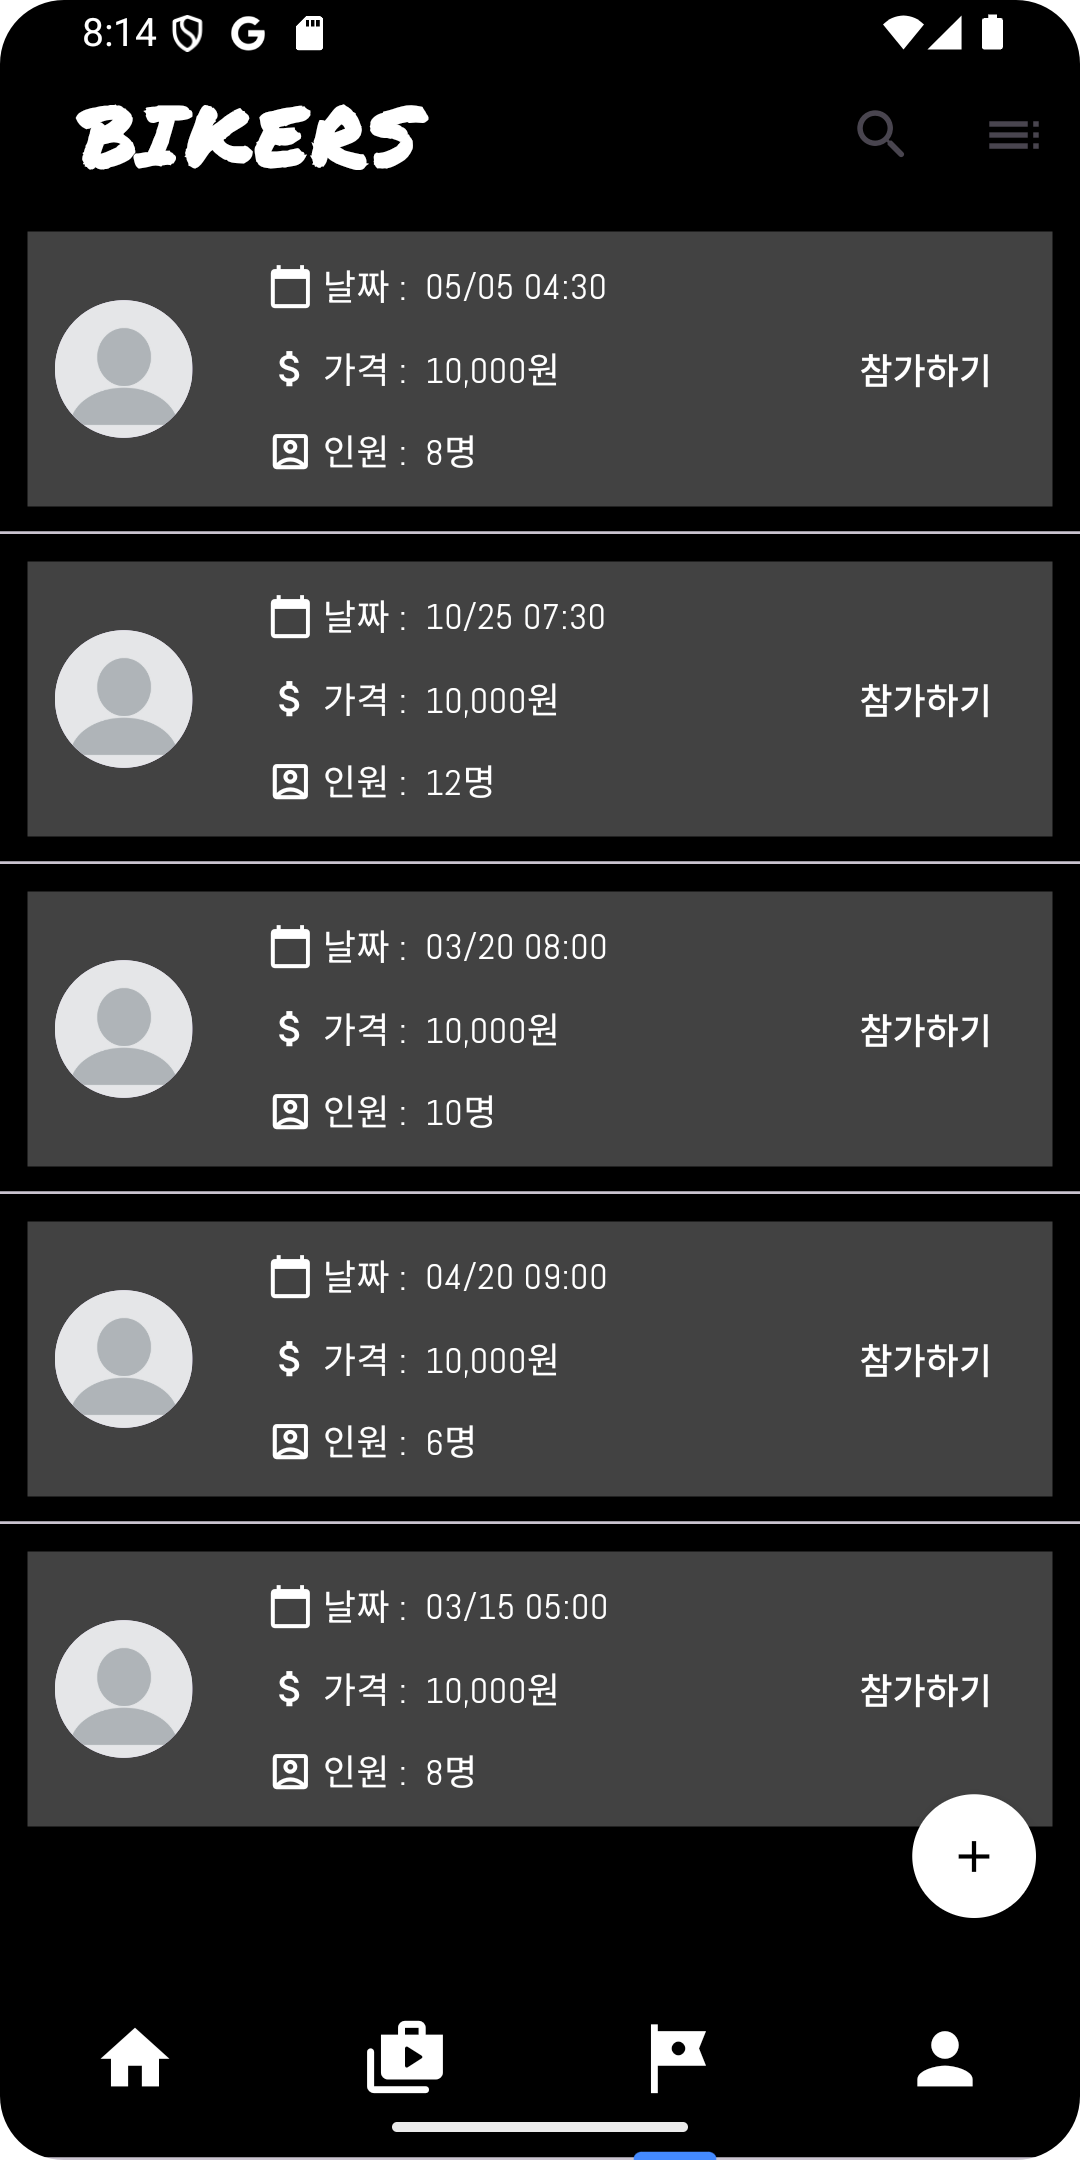 8:14
BIKERS
날짜 : 05/05 04:30
가격 : 10,000원
참가하기
인원 : 8명
날짜 : 10/25 07:30
가격 : 10,000원
참가하기
인원 : 12명
날짜 : 03/20 08:00
가격 : 10,000원
참가하기
인원 : 10명
날짜 : 04/20 09:00
가격 : 10,000원
참가하기
인원 : 6명
날짜 : 03/15 05:00
가격 : 10,000원
참가하기
인원 : 8명